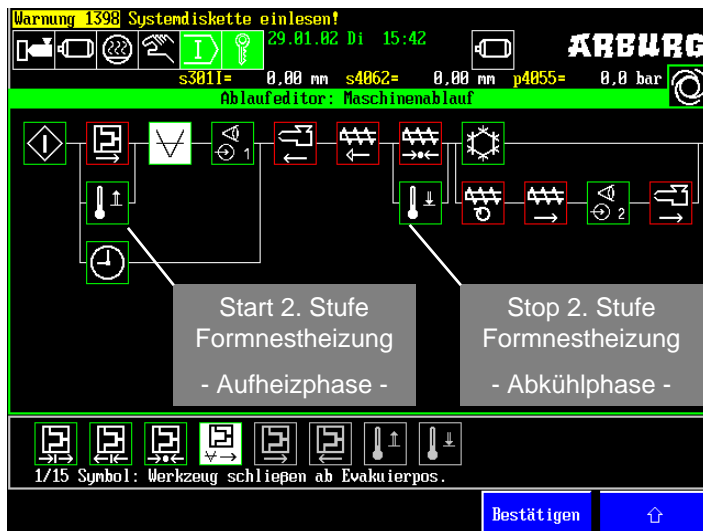 Warnung 1398 Systemdiskette einlesen!
29.01.02 Di 15:42
ARBURG
s301I= 0,00 mm s4062= 0,00 mm p4055= 0,0 bar
Ablaufeditor: Maschinenablauf
1
2
Start 2. Stufe
Formnestheizung
- Aufheizphase -
Stop 2. Stufe
Formnestheizung
- Abkühlphase -
1/15 Symbol: Werkzeug schließen ab Evakuierpos.
Bestätigen